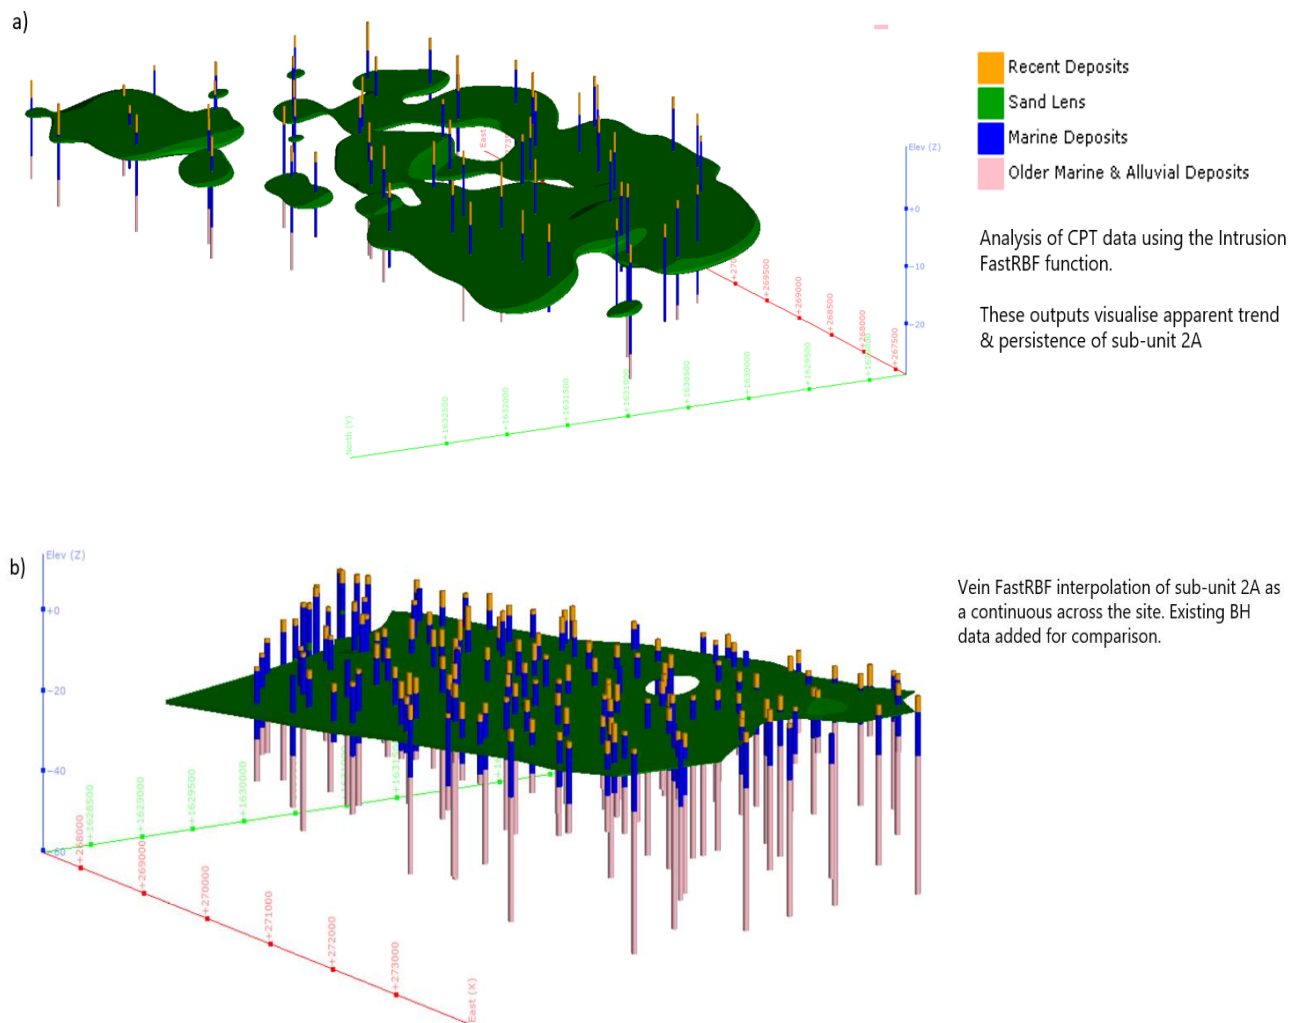 a)
Recent Deposits
Sand Lens
Marine Deposits
Older Marine & Alluvial Deposits
Analysis of CPT data using the Intrusion
FastRBF function.
These outputs visualise apparent trend
& persistence of sub-unit 2A
East
Elev (Z)
+0
-10
-20
+269500
+269000
+268500
+268000
+267500
North (Y)
+1632500
+1632000
+1631500
+1631000
+1630500
+1630000
+1629500
b)
Vein FastRBF interpolation of sub-unit 2A as
a continuous across the site. Existing BH
data added for comparison.
Elev (Z)
+0
-20
-40
-60
+1628500
+1629000
+1629500
+1630000
+268000
+269000
+270000
+271000
+272000
+273000
East (X)